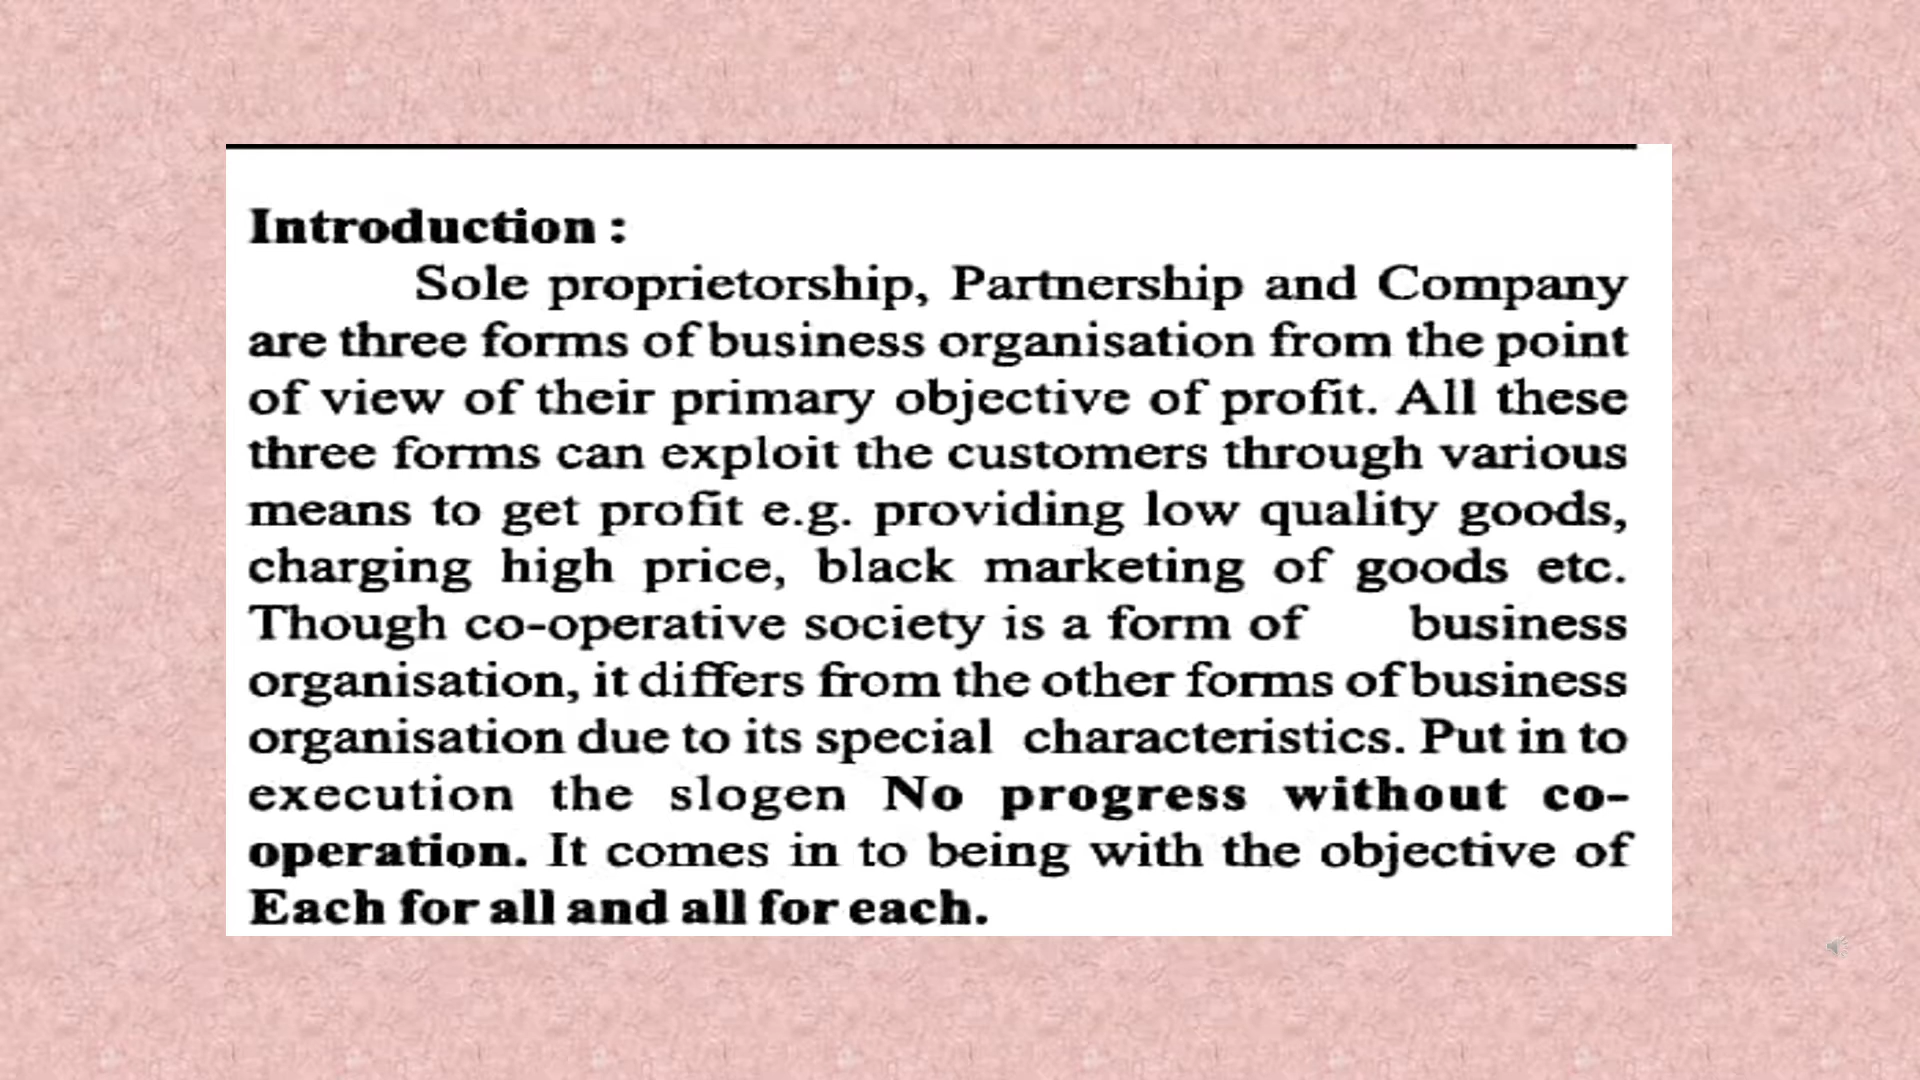 Introduction :
Sole proprietorship, Partnership and Company
are three forms of business organisation from the point
of view of their primary objective of profit. All these
three forms can exploit the customers through various
means to get profit e.g. providing low quality goods,
charging high price, black marketing of goods etc.
Though co-operative society is a form of business
organisation, it differs from the other forms of business
organisation due to its special characteristics. Put in to
execution the slogen No progress without co-
operation. It comes in to being with the objective of
Each for all and all for each.